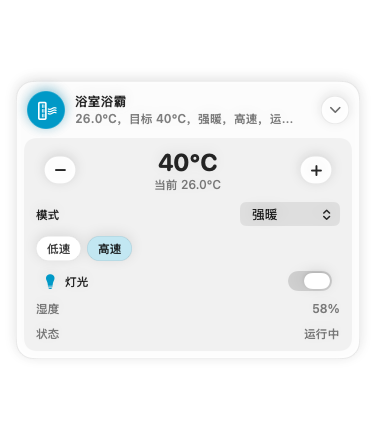 浴室浴霸
26.0°C，目标 40°C，强暖，高速，运...
40°C
当前 26.0°C
模式
强暖
低速
高速
灯光
湿度
58%
状态
运行中